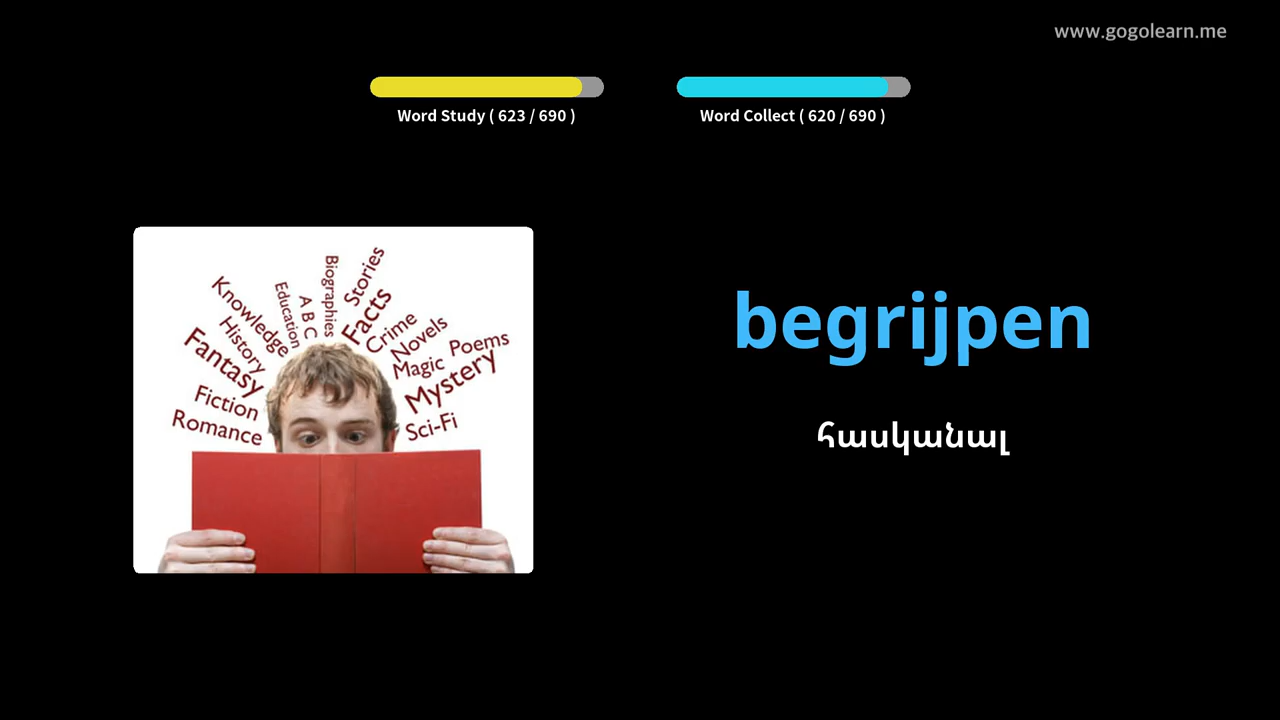 www.gogolearn.me
Word Study ( 623 / 690 )
Word Collect ( 620 / 690 )
Biographies
Stories
Knowledge
Education
A B C
Facts
Crime
History
Novels
Fantasy
Magic
Poems
Mystery
Fiction
Romance
Sci-Fi
begrijpen
հասկանալ